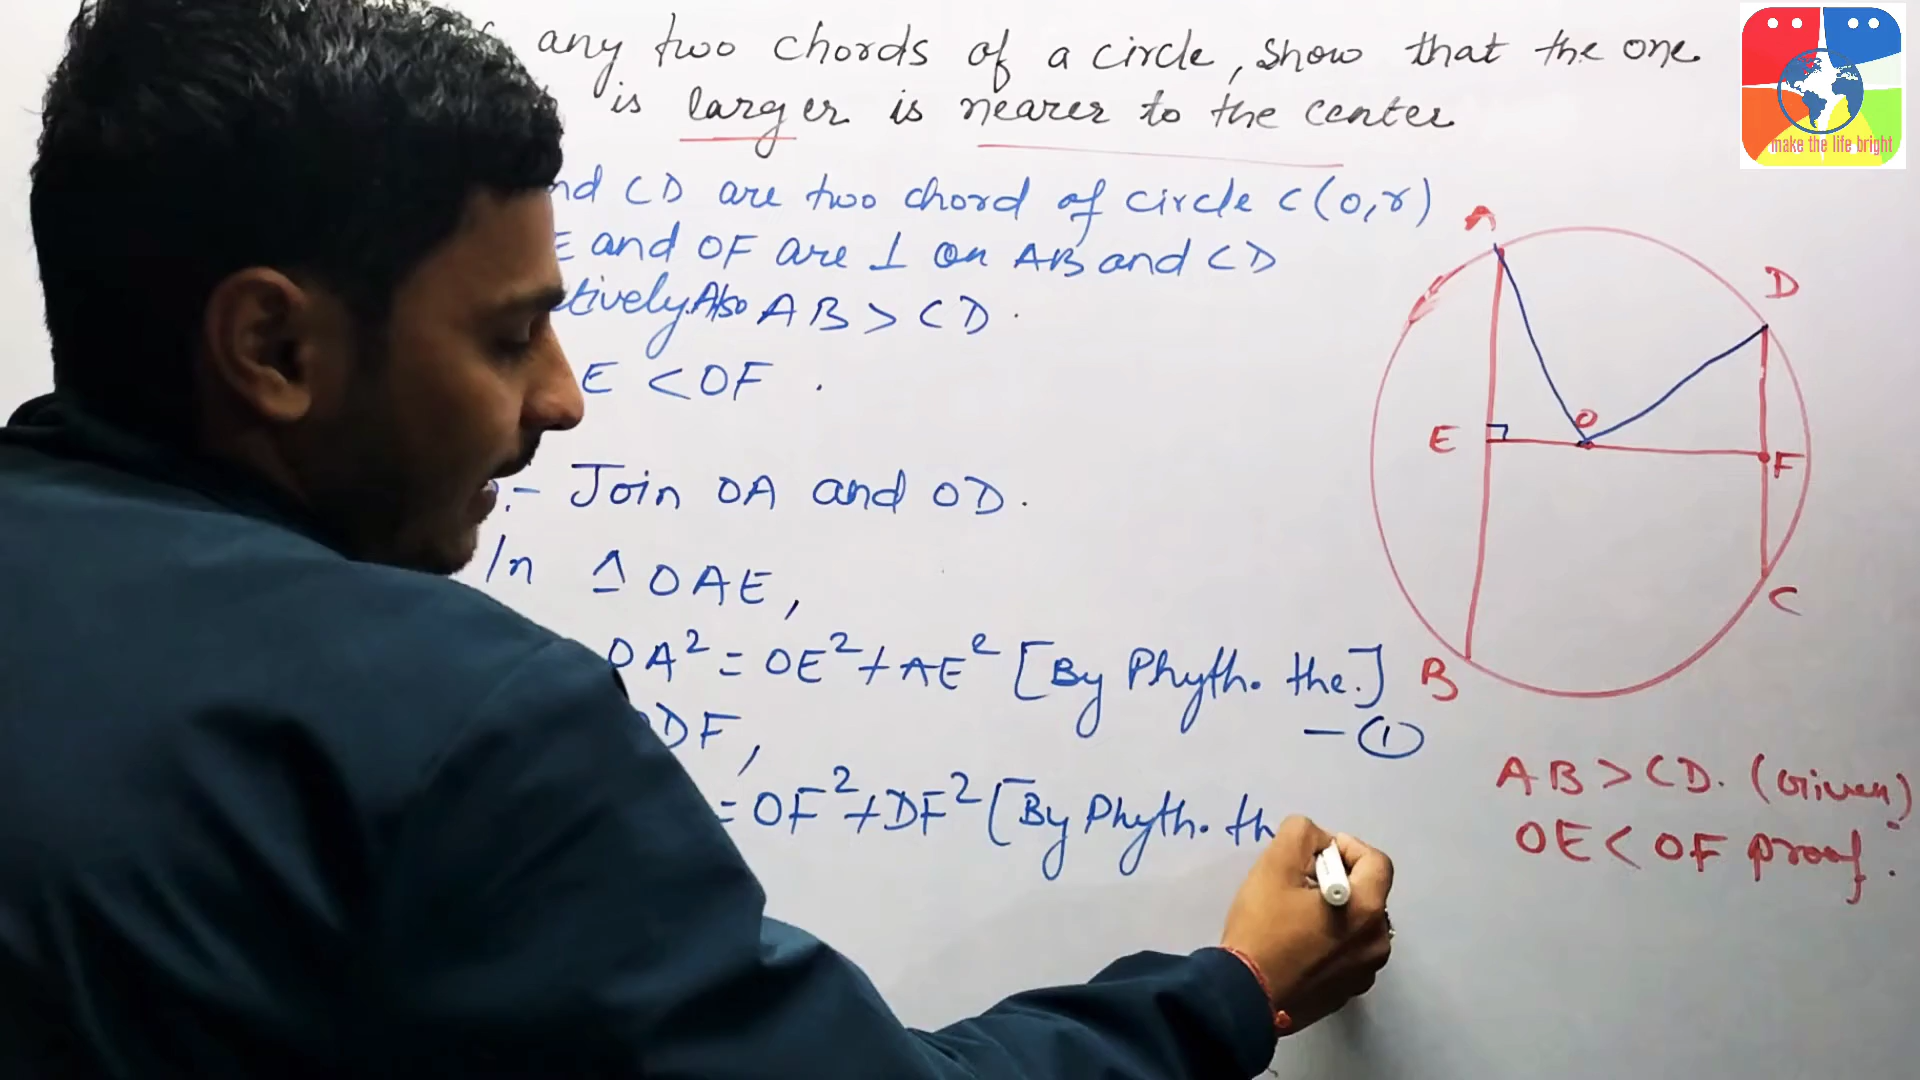 any two chords of a circle, show that the one
is larger is nearer to the center
nd CD are two chord of circle C(O,r)
E and OF are ⊥ on AB and CD
ctively. Also AB > CD.
E < OF.
:- Join OA and OD.
In Δ OAE,
OA² = OE² + AE² [By Phyth. the.]
— ①
ODF,
= OF² + DF² [By Phyth. th
A
D
O
E
F
C
B
AB > CD. (Given)
OE < OF proof.
make the life bright